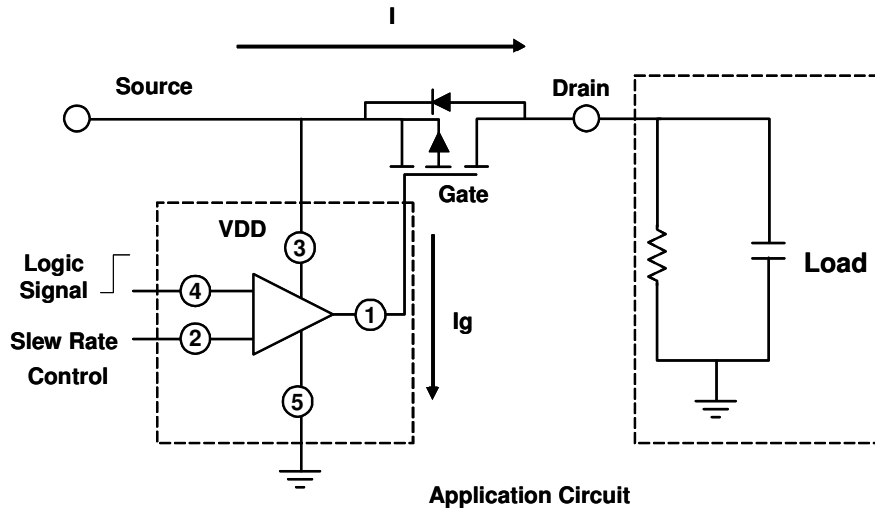 I
Source
Drain
Gate
VDD
3
Logic
Signal
4
1
Ig
Load
Slew Rate
Control
2
5
Application Circuit